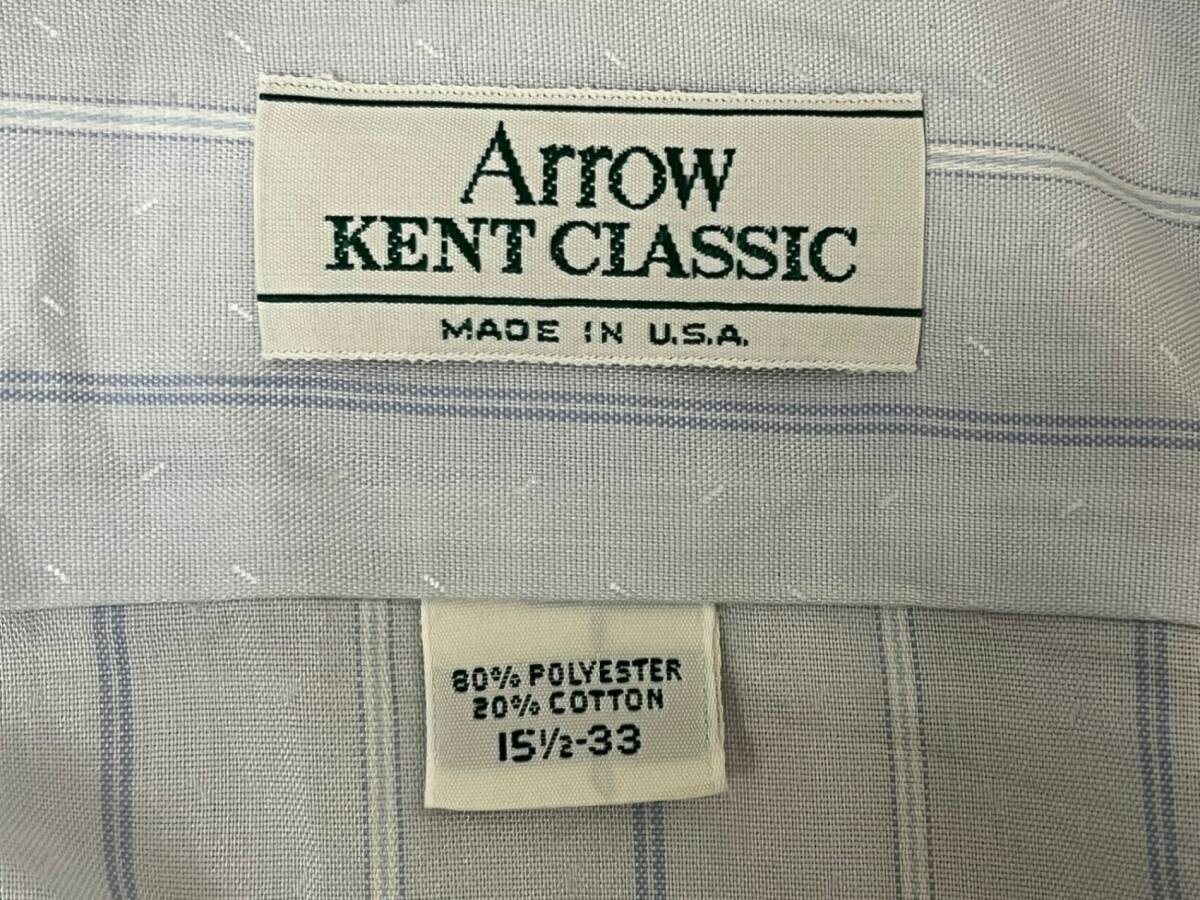 Arrow
KENT CLASSIC
MADE IN U.S.A.
80% POLYESTER
20% COTTON
15½-33